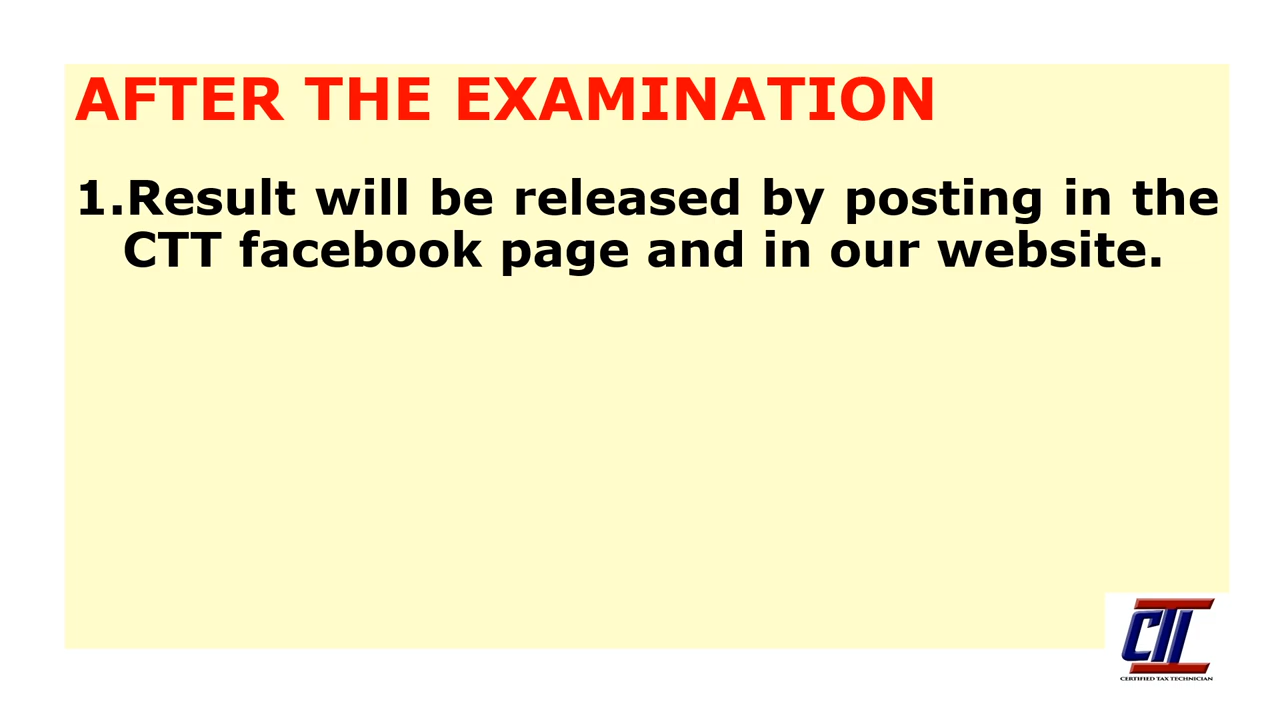 AFTER THE EXAMINATION
1.Result will be released by posting in the
CTT facebook page and in our website.
CTT
CERTIFIED TAX TECHNICIAN